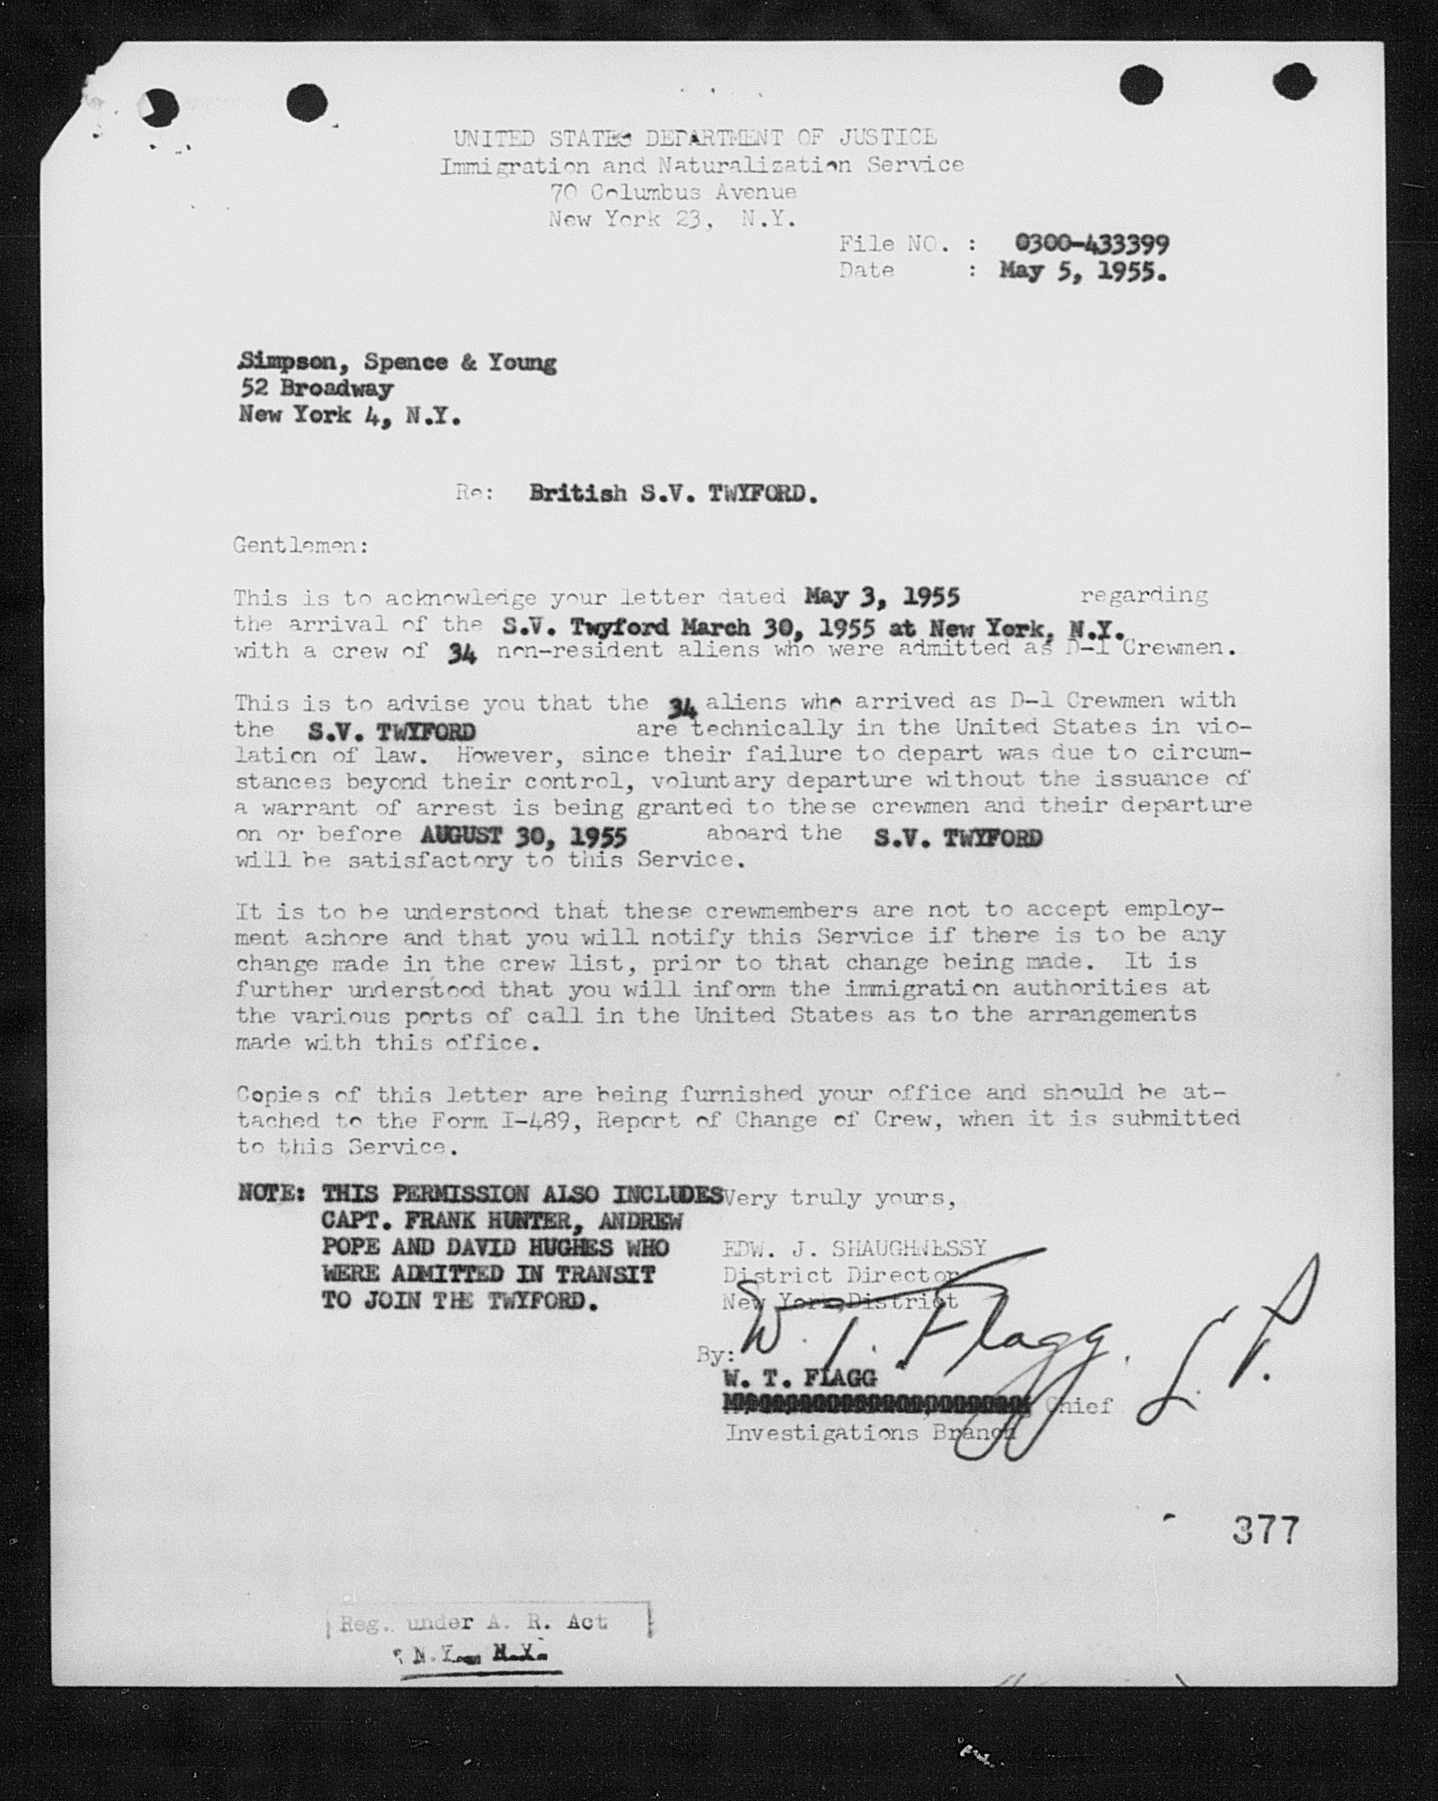 UNITED STATES DEPARTMENT OF JUSTICE
Immigration and Naturalization Service
70 Columbus Avenue
New York 23, N.Y.
File NO. : 0300-433399
Date : May 5, 1955.
Simpson, Spence & Young
52 Broadway
New York 4, N.Y.
Re: British S.V. TWYFORD.
Gentlemen:
This is to acknowledge your letter dated May 3, 1955 regarding
the arrival of the S.V. Twyford March 30, 1955 at New York, N.Y.
with a crew of 34 non-resident aliens who were admitted as D-1 Crewmen.
This is to advise you that the 34 aliens who arrived as D-1 Crewmen with
the S.V. TWYFORD are technically in the United States in vio-
lation of law. However, since their failure to depart was due to circum-
stances beyond their control, voluntary departure without the issuance of
a warrant of arrest is being granted to these crewmen and their departure
on or before AUGUST 30, 1955 aboard the S.V. TWYFORD
will be satisfactory to this Service.
It is to be understood that these crewmembers are not to accept employ-
ment ashore and that you will notify this Service if there is to be any
change made in the crew list, prior to that change being made. It is
further understood that you will inform the immigration authorities at
the various ports of call in the United States as to the arrangements
made with this office.
Copies of this letter are being furnished your office and should be at-
tached to the Form I-489, Report of Change of Crew, when it is submitted
to this Service.
NOTE: THIS PERMISSION ALSO INCLUDES
CAPT. FRANK HUNTER, ANDREW
POPE AND DAVID HUGHES WHO
WERE ADMITTED IN TRANSIT
TO JOIN THE TWYFORD.
Very truly yours,
EDW. J. SHAUGHNESSY
District Director
New York District
By: W. T. Flagg.
W. T. FLAGG
Chief
Investigations Branch
377
Reg. under A. R. Act
N.Y. N.Y.